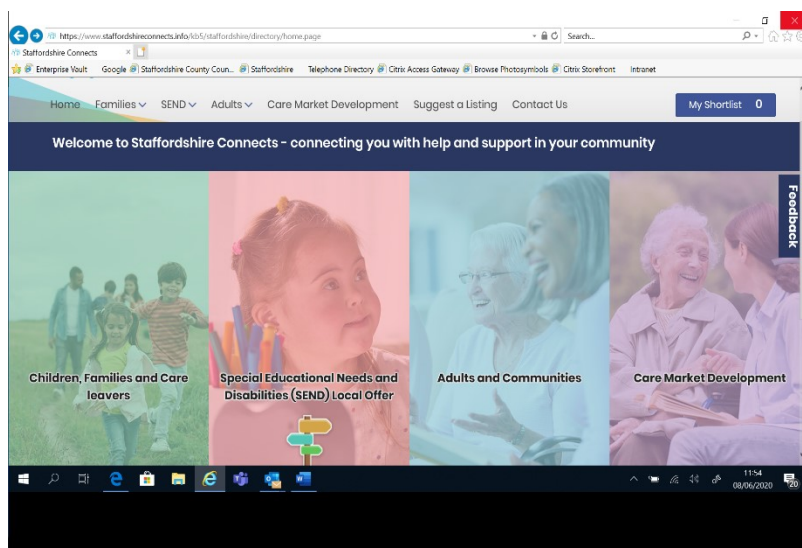 https://www.staffordshireconnects.info/kb5/staffordshire/directory/home.page
Search...
Staffordshire Connects
Enterprise Vault Google Staffordshire County Coun... Staffordshire Telephone Directory Citrix Access Gateway Browse Photosymbols Citrix Storefront Intranet
Home Families SEND Adults Care Market Development Suggest a Listing Contact Us My Shortlist 0
Welcome to Staffordshire Connects - connecting you with help and support in your community
Feedback
Children, Families and Care
leavers
Special Educational Needs and
Disabilities (SEND) Local Offer
Adults and Communities
Care Market Development
11:54
08/06/2020
20